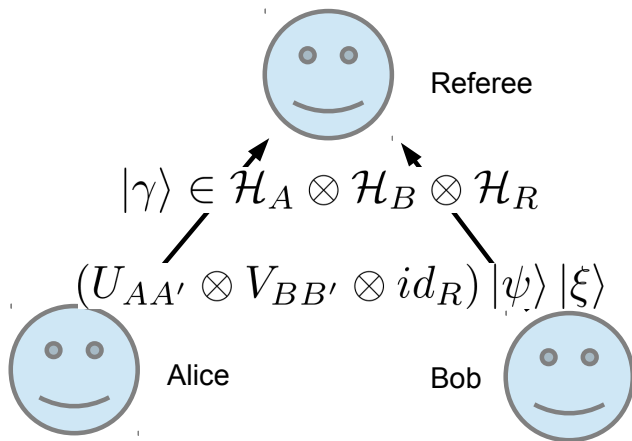 Referee
|γ⟩ ∈ ℋ_A ⊗ ℋ_B ⊗ ℋ_R
(U_{AA′} ⊗ V_{BB′} ⊗ id_R) |ψ⟩ |ξ⟩
Alice
Bob